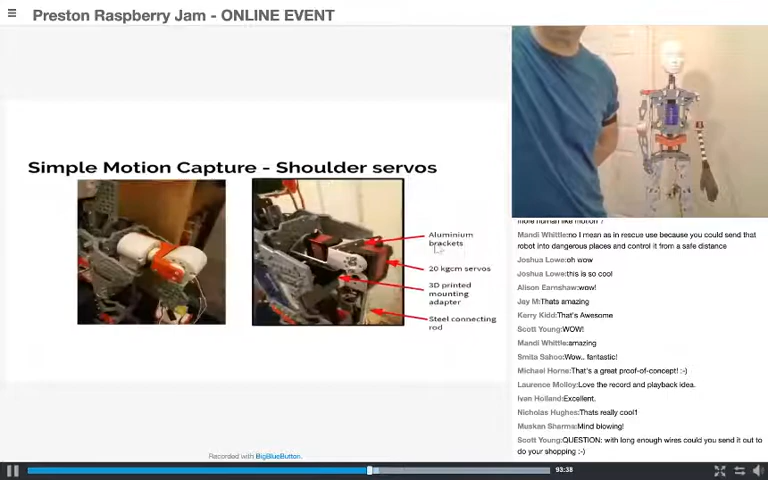 Preston Raspberry Jam - ONLINE EVENT
Simple Motion Capture - Shoulder servos
Aluminium
brackets
20 kgcm servos
3D printed
mounting
adapter
Steel connecting
rod
Recorded with BigBlueButton.
more human like motion ?
Mandi Whittle:no I mean as in rescue use because you could send that
robot into dangerous places and control it from a safe distance
Joshua Lowe:oh wow
Joshua Lowe:this is so cool
Alison Earnshaw:wow!
Jay M:Thats amazing
Kerry Kidd:That's Awesome
Scott Young:WOW!
Mandi Whittle:amazing
Smita Sahoo:Wow.. fantastic!
Michael Horne:That's a great proof-of-concept! :-)
Laurence Molloy:Love the record and playback idea.
Ivan Holland:Excellent.
Nicholas Hughes:Thats really cool1
Muskan Sharma:Mind blowing!
Scott Young:QUESTION: with long enough wires could you send it out to
do your shopping :-)
93:38